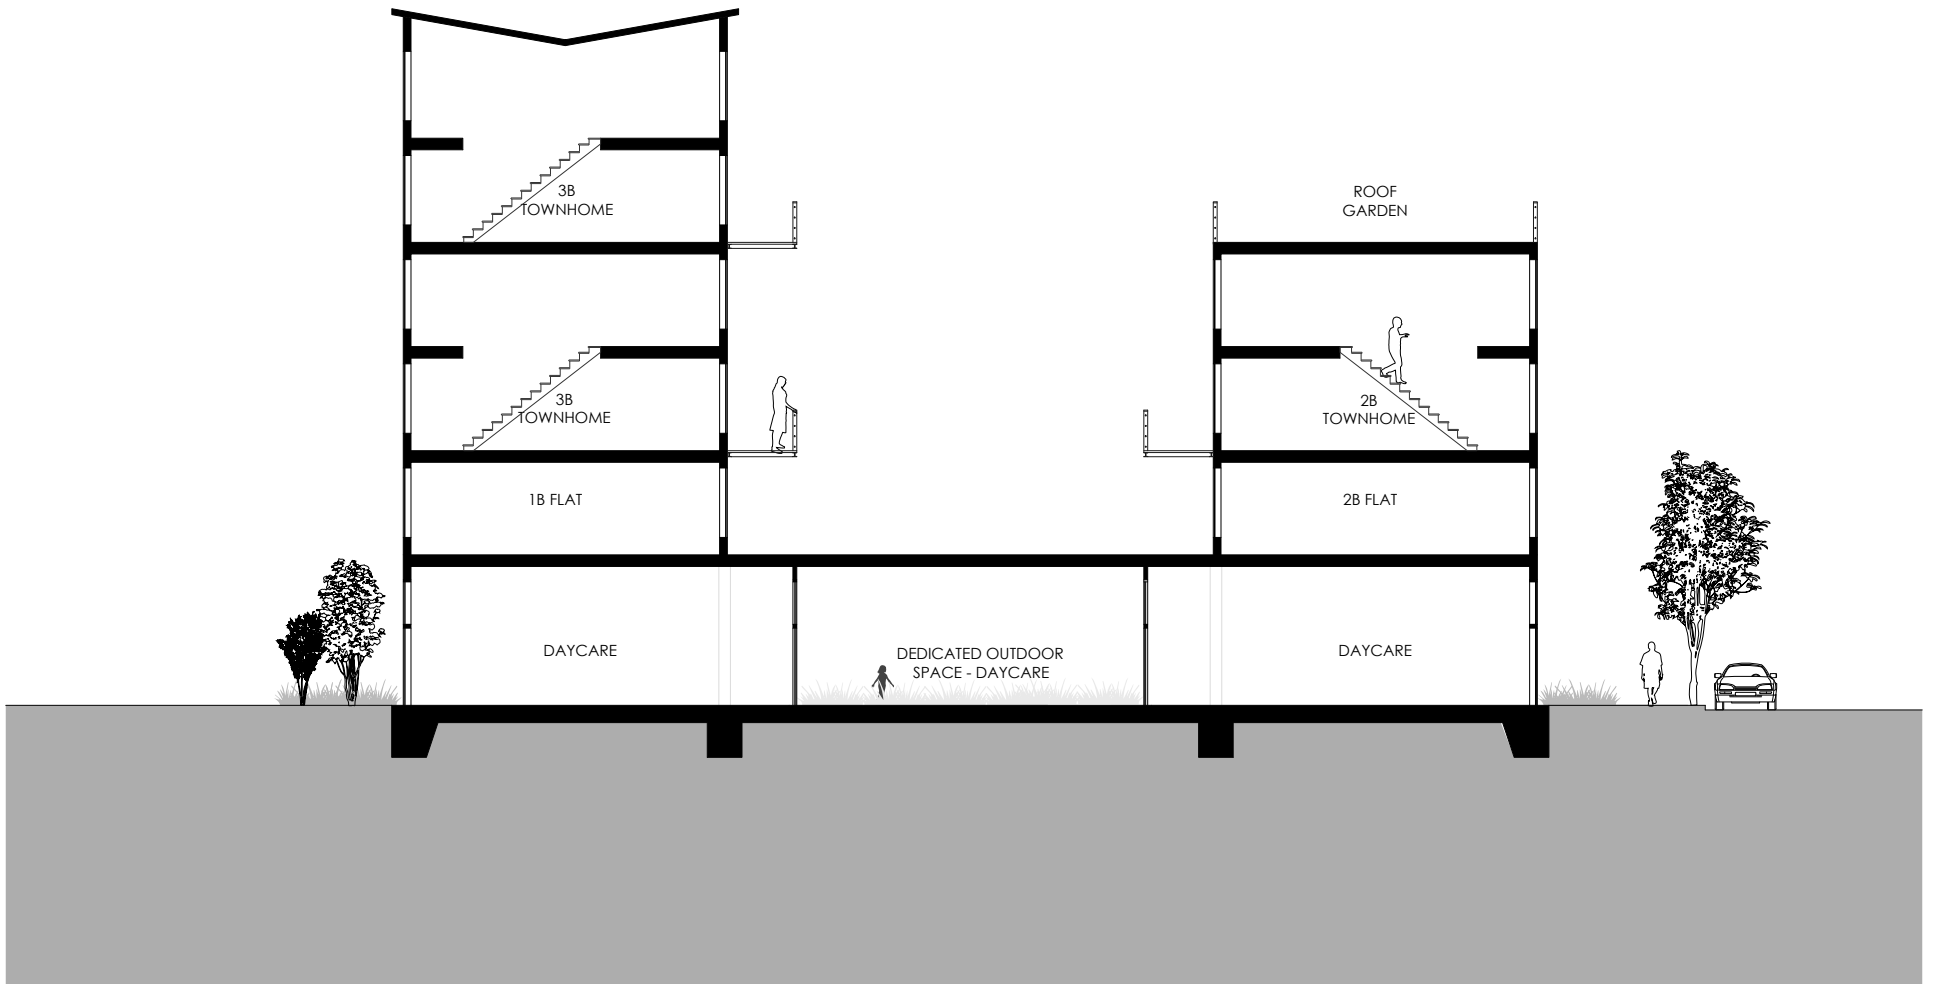 3B
TOWNHOME
ROOF
GARDEN
3B
TOWNHOME
2B
TOWNHOME
1B FLAT
2B FLAT
DAYCARE
DEDICATED OUTDOOR
SPACE - DAYCARE
DAYCARE